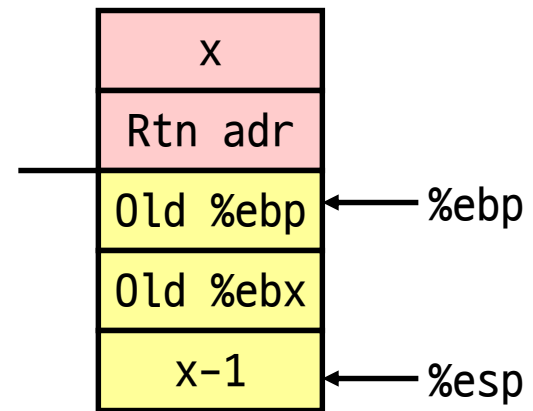 x
Rtn adr
Old %ebp
%ebp
Old %ebx
x-1
%esp